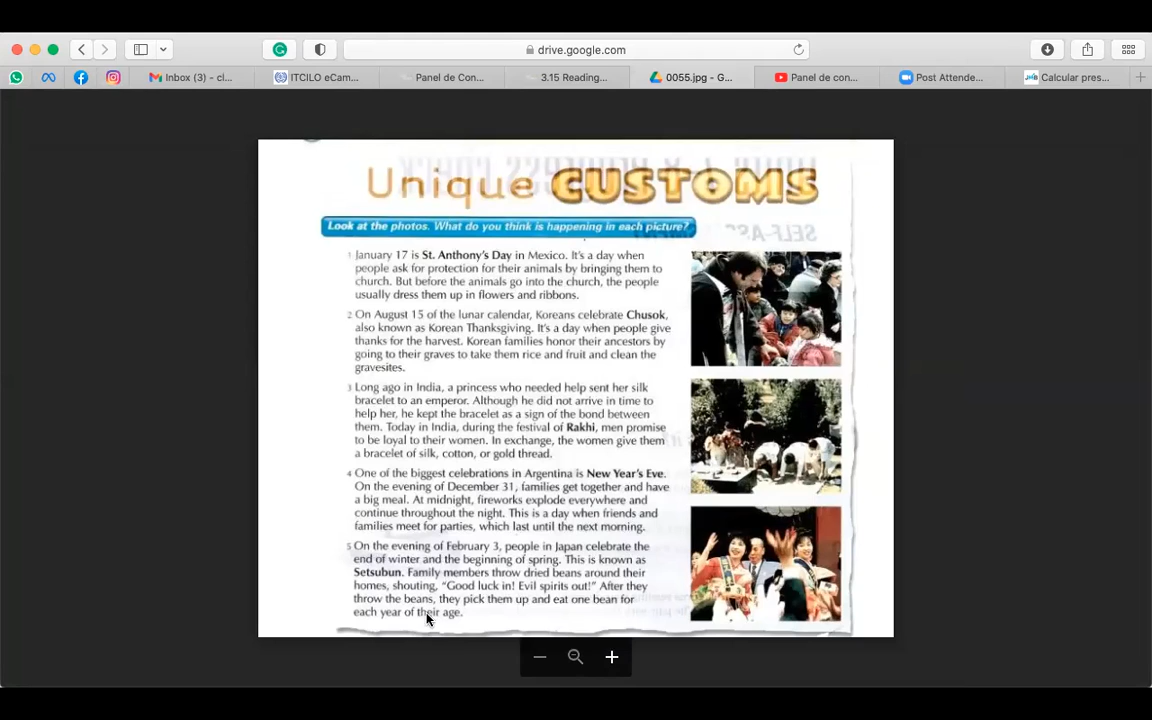 drive.google.com
Inbox (3) - cl...
ITCILO eCam...
Panel de Con...
3.15 Reading...
0055.jpg - G...
Panel de con...
Post Attende...
Calcular pres...
Unique CUSTOMS
Look at the photos. What do you think is happening in each picture?
1 January 17 is St. Anthony's Day in Mexico. It's a day when
people ask for protection for their animals by bringing them to
church. But before the animals go into the church, the people
usually dress them up in flowers and ribbons.
2 On August 15 of the lunar calendar, Koreans celebrate Chusok,
also known as Korean Thanksgiving. It's a day when people give
thanks for the harvest. Korean families honor their ancestors by
going to their graves to take them rice and fruit and clean the
gravesites.
3 Long ago in India, a princess who needed help sent her silk
bracelet to an emperor. Although he did not arrive in time to
help her, he kept the bracelet as a sign of the bond between
them. Today in India, during the festival of Rakhi, men promise
to be loyal to their women. In exchange, the women give them
a bracelet of silk, cotton, or gold thread.
4 One of the biggest celebrations in Argentina is New Year's Eve.
On the evening of December 31, families get together and have
a big meal. At midnight, fireworks explode everywhere and
continue throughout the night. This is a day when friends and
families meet for parties, which last until the next morning.
5 On the evening of February 3, people in Japan celebrate the
end of winter and the beginning of spring. This is known as
Setsubun. Family members throw dried beans around their
homes, shouting, "Good luck in! Evil spirits out!" After they
throw the beans, they pick them up and eat one bean for
each year of their age.